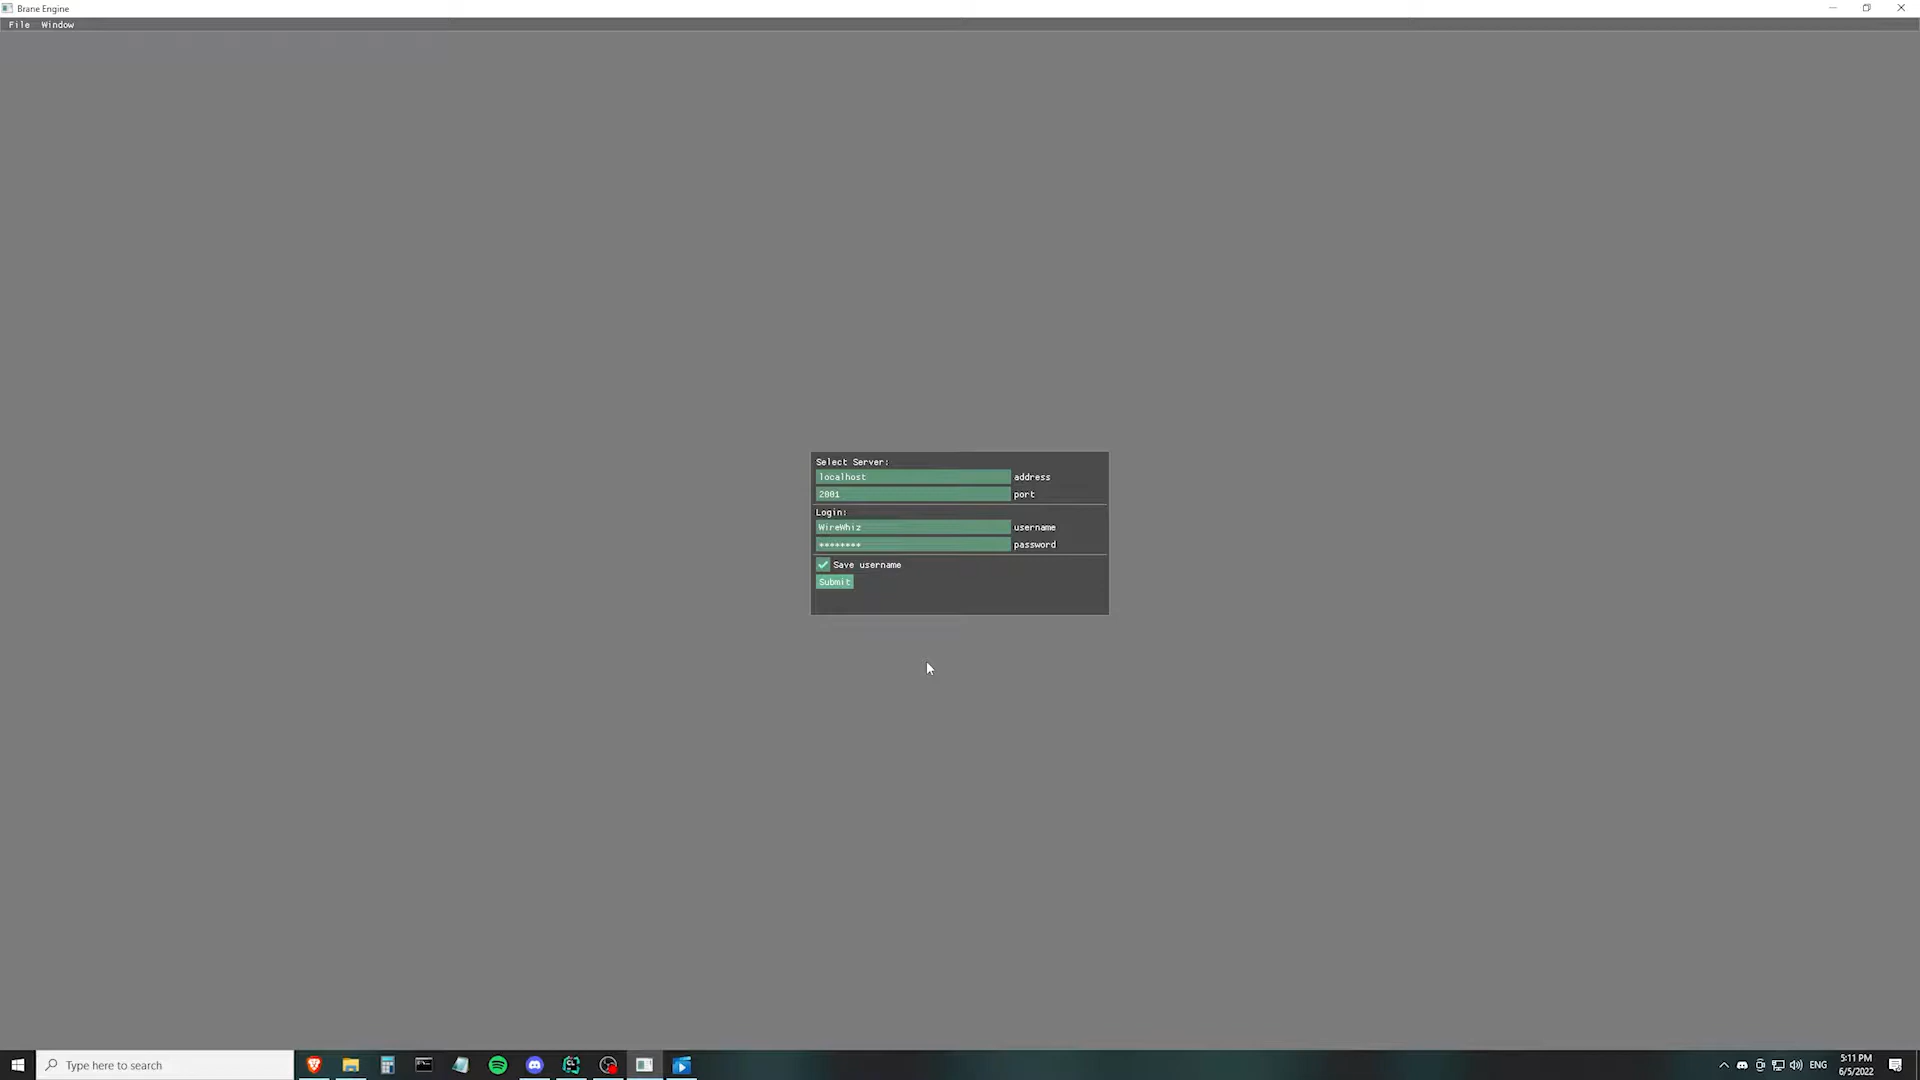 Brane Engine
File Window
Select Server:
localhost address
2001 port
Login:
WireWhiz username
******** password
Save username
Submit
Type here to search
ENG
5:11 PM
6/5/2022